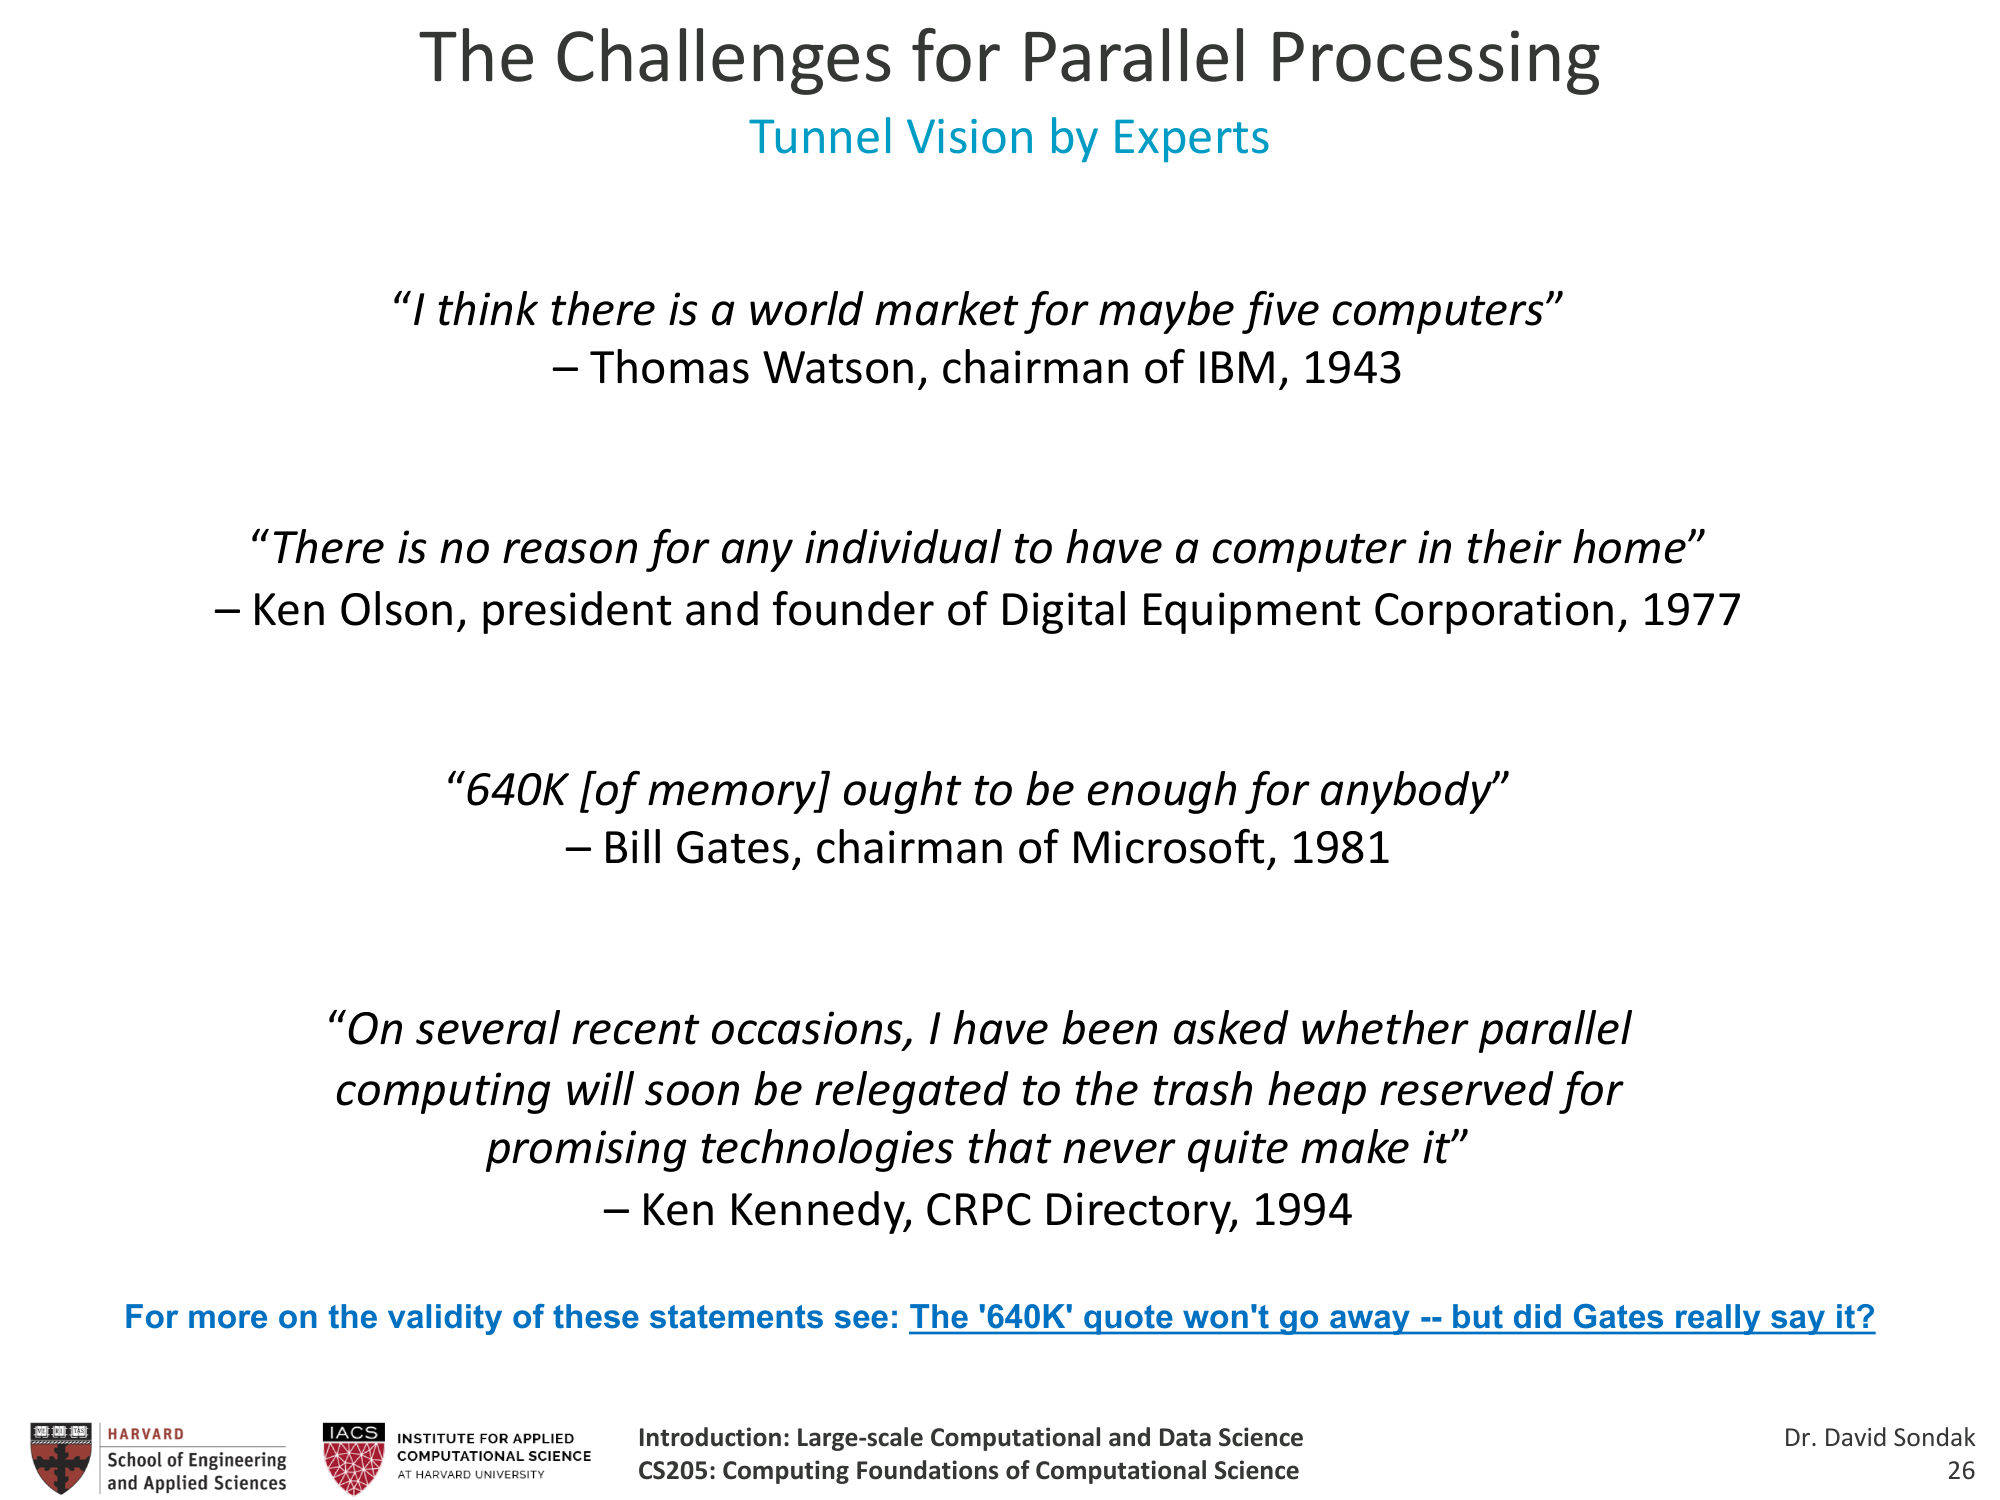 The Challenges for Parallel Processing
Tunnel Vision by Experts
“I think there is a world market for maybe five computers”
– Thomas Watson, chairman of IBM, 1943
“There is no reason for any individual to have a computer in their home”
– Ken Olson, president and founder of Digital Equipment Corporation, 1977
“640K [of memory] ought to be enough for anybody”
– Bill Gates, chairman of Microsoft, 1981
“On several recent occasions, I have been asked whether parallel
computing will soon be relegated to the trash heap reserved for
promising technologies that never quite make it”
– Ken Kennedy, CRPC Directory, 1994
For more on the validity of these statements see: The '640K' quote won't go away -- but did Gates really say it?
HARVARD
School of Engineering
and Applied Sciences
IACS
INSTITUTE FOR APPLIED
COMPUTATIONAL SCIENCE
AT HARVARD UNIVERSITY
Introduction: Large-scale Computational and Data Science
CS205: Computing Foundations of Computational Science
Dr. David Sondak
26